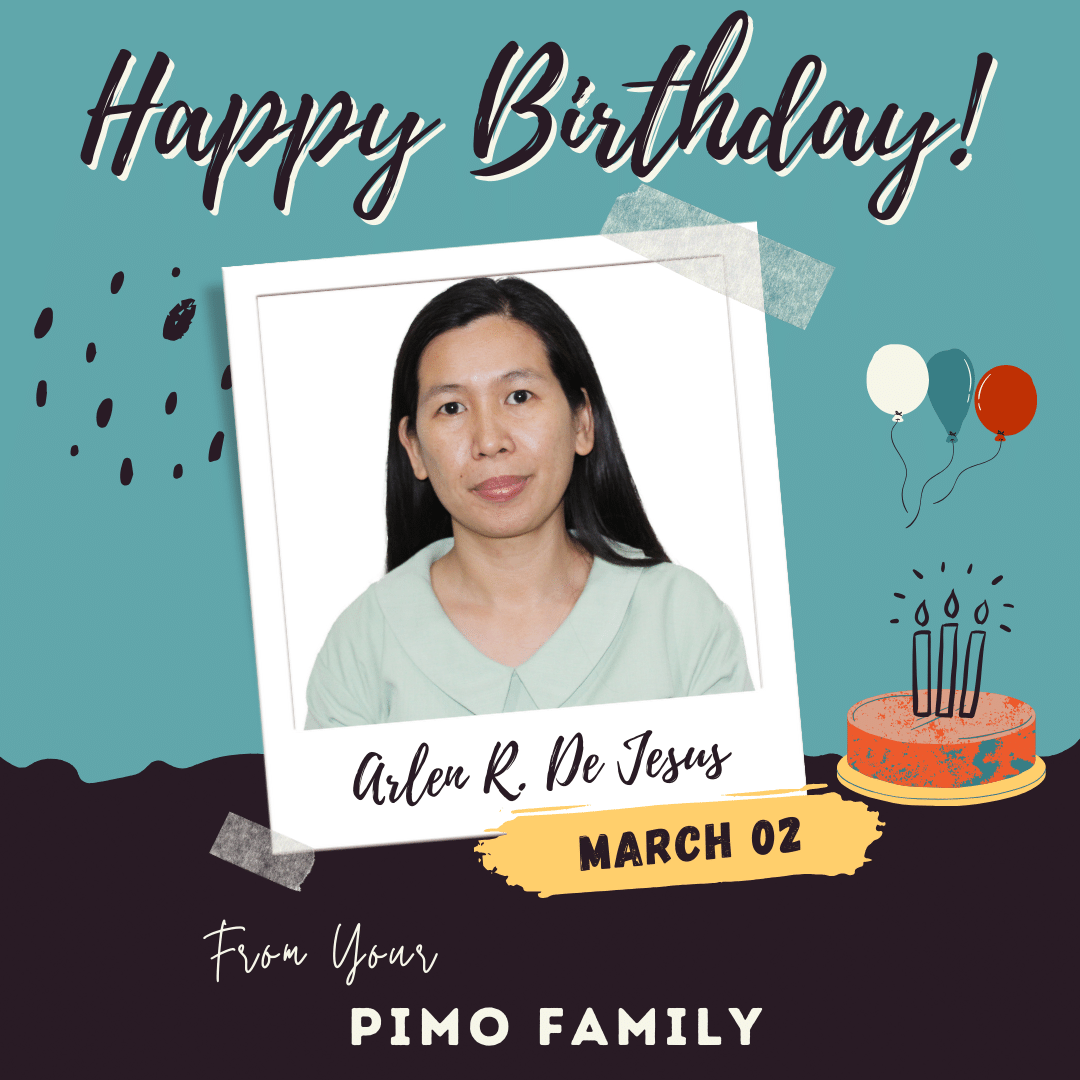 Happy Birthday!
Arlen R. De Jesus
MARCH 02
From Your
PIMO FAMILY